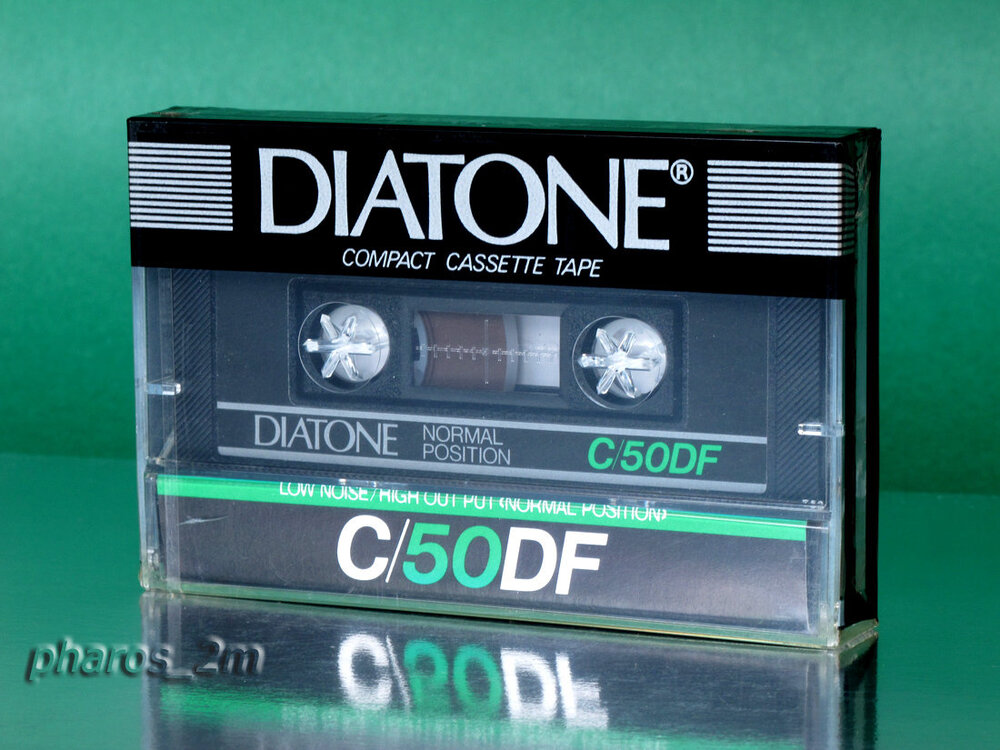 DIATONE®
COMPACT CASSETTE TAPE
DIATONE
NORMAL
POSITION
C/50DF
LOW NOISE/HIGH OUT PUT (NORMAL POSITION)
C/50DF
pharos_2m